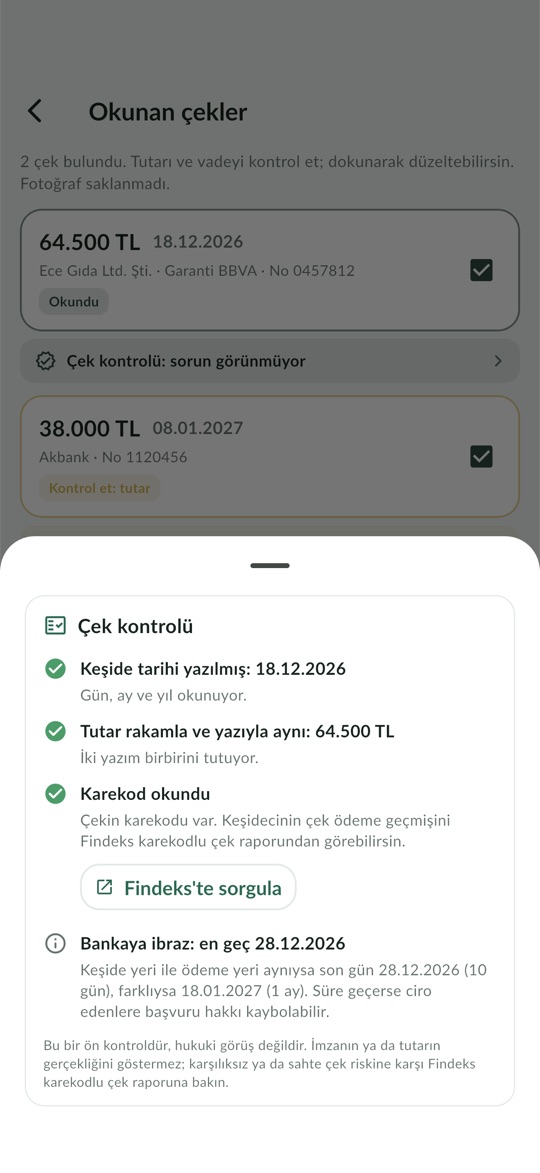 Okunan çekler
2 çek bulundu. Tutarı ve vadeyi kontrol et; dokunarak düzeltebilirsin.
Fotoğraf saklanmadı.
64.500 TL 18.12.2026
Ece Gıda Ltd. Şti. · Garanti BBVA · No 0457812
Okundu
Çek kontrolü: sorun görünmüyor
38.000 TL 08.01.2027
Akbank · No 1120456
Kontrol et: tutar
Çek kontrolü
Keşide tarihi yazılmış: 18.12.2026
Gün, ay ve yıl okunuyor.
Tutar rakamla ve yazıyla aynı: 64.500 TL
İki yazım birbirini tutuyor.
Karekod okundu
Çekin karekodu var. Keşidecinin çek ödeme geçmişini
Findeks karekodlu çek raporundan görebilirsin.
Findeks'te sorgula
Bankaya ibraz: en geç 28.12.2026
Keşide yeri ile ödeme yeri aynıysa son gün 28.12.2026 (10
gün), farklıysa 18.01.2027 (1 ay). Süre geçerse ciro
edenlere başvuru hakkı kaybolabilir.
Bu bir ön kontroldür, hukuki görüş değildir. İmzanın ya da tutarın
gerçekliğini göstermez; karşılıksız ya da sahte çek riskine karşı Findeks
karekodlu çek raporuna bakın.